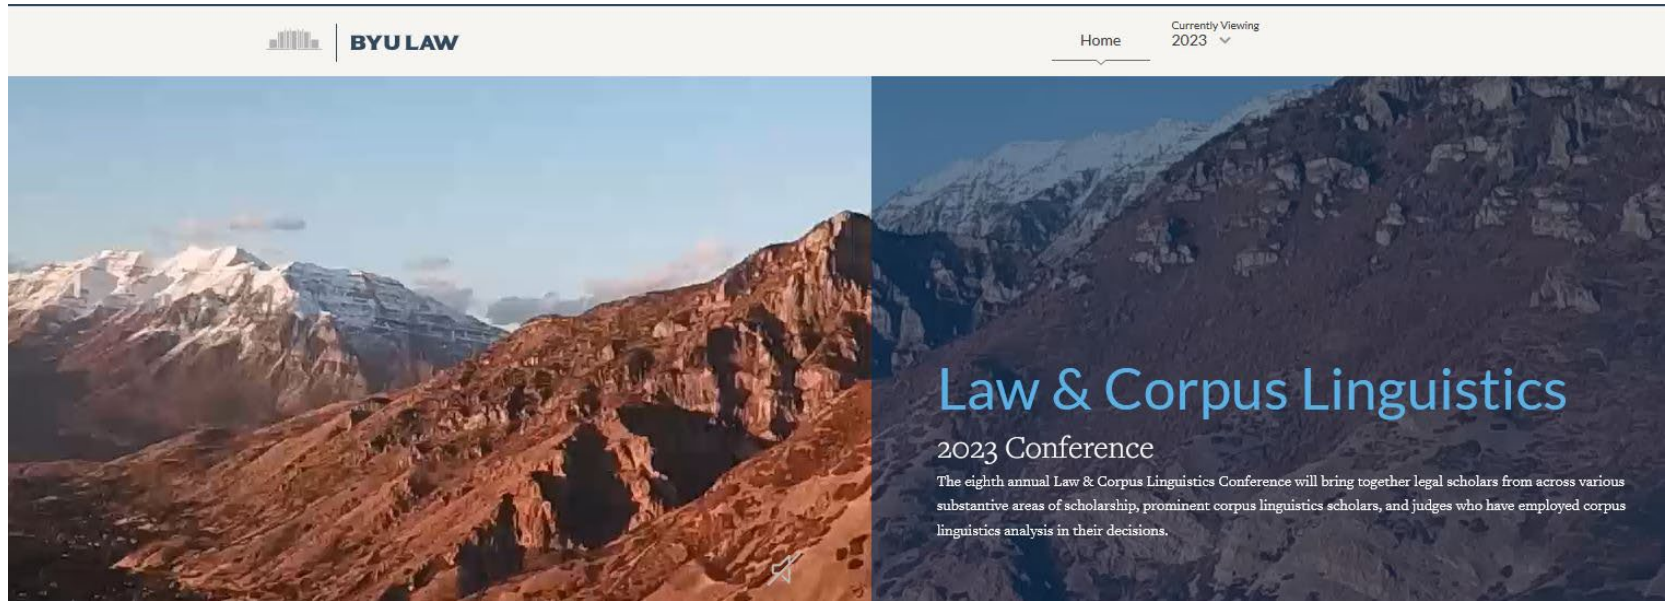 BYU LAW
Home
Currently Viewing
2023
Law & Corpus Linguistics
2023 Conference
The eighth annual Law & Corpus Linguistics Conference will bring together legal scholars from across various
substantive areas of scholarship, prominent corpus linguistics scholars, and judges who have employed corpus
linguistics analysis in their decisions.